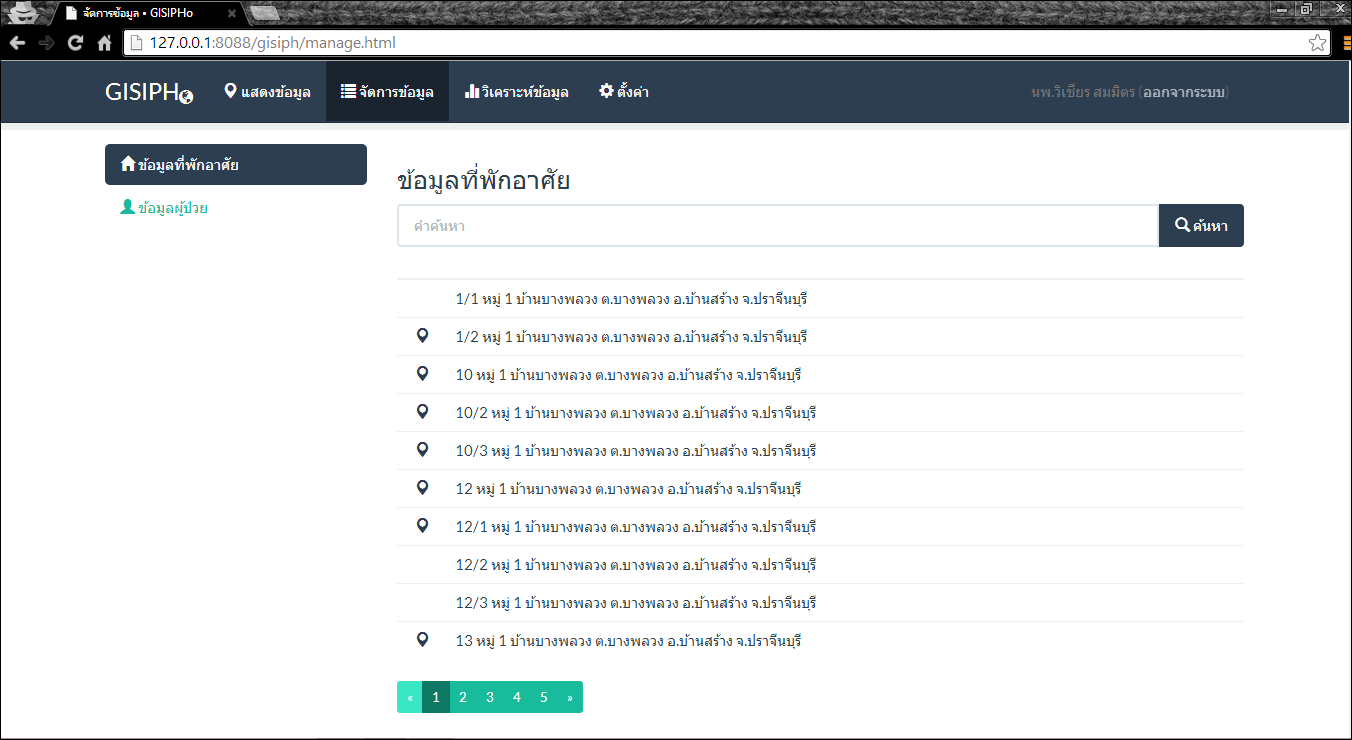 จัดการข้อมูล • GISIPHo
127.0.0.1:8088/gisiph/manage.html
GISIPH แสดงข้อมูล จัดการข้อมูล วิเคราะห์ข้อมูล ตั้งค่า นพ.วิเชียร สมมิตร (ออกจากระบบ)
ข้อมูลที่พักอาศัย
ข้อมูลผู้ป่วย
ข้อมูลที่พักอาศัย
คำค้นหา ค้นหา
1/1 หมู่ 1 บ้านบางพลวง ต.บางพลวง อ.บ้านสร้าง จ.ปราจีนบุรี
1/2 หมู่ 1 บ้านบางพลวง ต.บางพลวง อ.บ้านสร้าง จ.ปราจีนบุรี
10 หมู่ 1 บ้านบางพลวง ต.บางพลวง อ.บ้านสร้าง จ.ปราจีนบุรี
10/2 หมู่ 1 บ้านบางพลวง ต.บางพลวง อ.บ้านสร้าง จ.ปราจีนบุรี
10/3 หมู่ 1 บ้านบางพลวง ต.บางพลวง อ.บ้านสร้าง จ.ปราจีนบุรี
12 หมู่ 1 บ้านบางพลวง ต.บางพลวง อ.บ้านสร้าง จ.ปราจีนบุรี
12/1 หมู่ 1 บ้านบางพลวง ต.บางพลวง อ.บ้านสร้าง จ.ปราจีนบุรี
12/2 หมู่ 1 บ้านบางพลวง ต.บางพลวง อ.บ้านสร้าง จ.ปราจีนบุรี
12/3 หมู่ 1 บ้านบางพลวง ต.บางพลวง อ.บ้านสร้าง จ.ปราจีนบุรี
13 หมู่ 1 บ้านบางพลวง ต.บางพลวง อ.บ้านสร้าง จ.ปราจีนบุรี
« 1 2 3 4 5 »